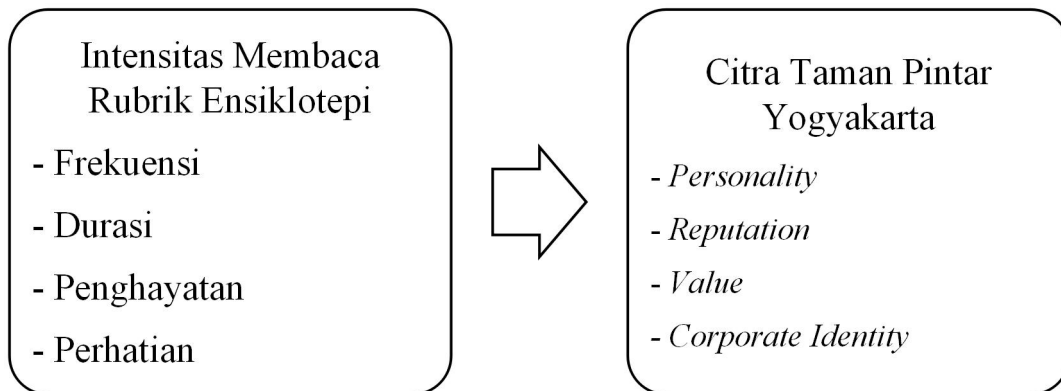 Intensitas Membaca
Rubrik Ensiklotepi
- Frekuensi
- Durasi
- Penghayatan
- Perhatian
Citra Taman Pintar
Yogyakarta
- Personality
- Reputation
- Value
- Corporate Identity